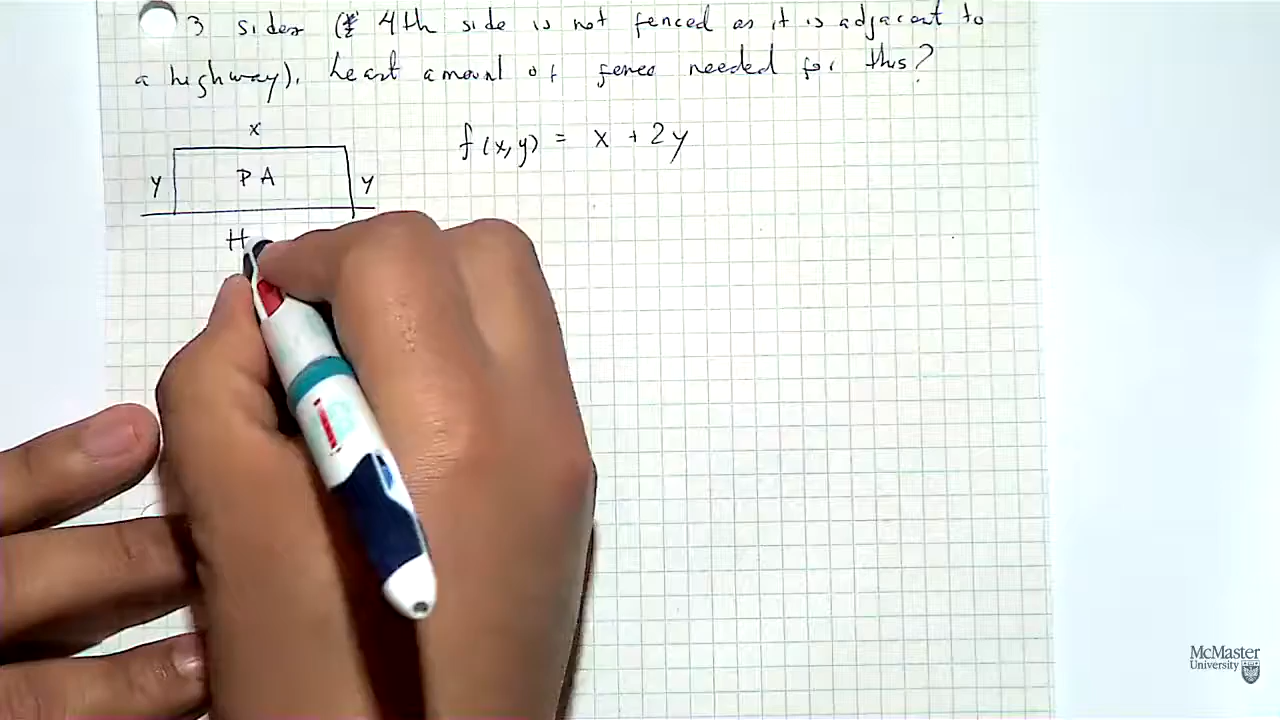 3 sides ( 4th side is not fenced as it is adjacent to
a highway). Least amount of fence needed for this?
x
f(x,y) = x + 2y
y P A y
H
McMaster
University